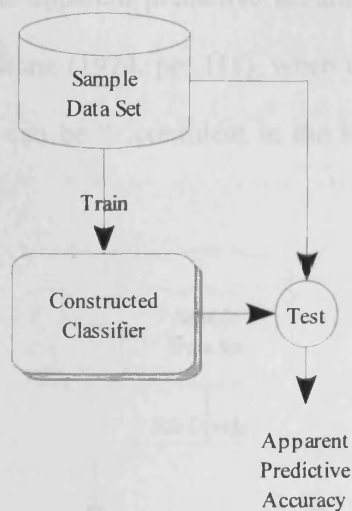 Sample
Data Set
Train
Constructed
Classifier
Test
Apparent
Predictive
Accuracy